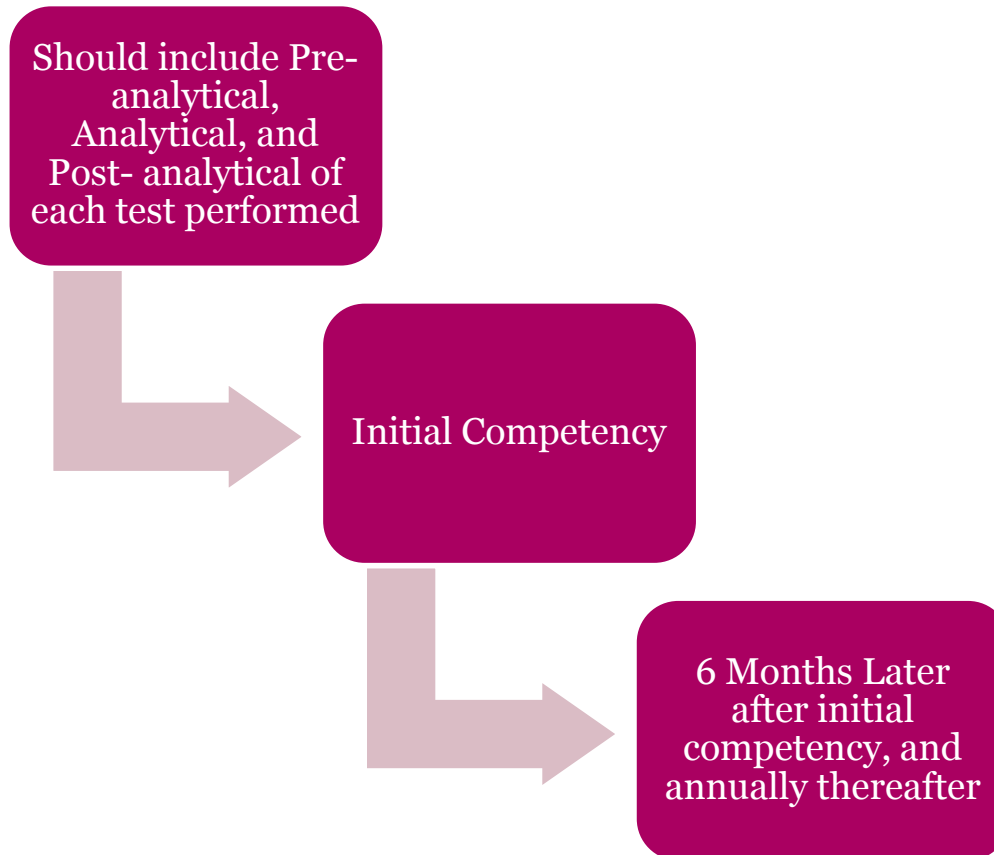 Should include Pre-
analytical,
Analytical, and
Post- analytical of
each test performed
Initial Competency
6 Months Later
after initial
competency, and
annually thereafter